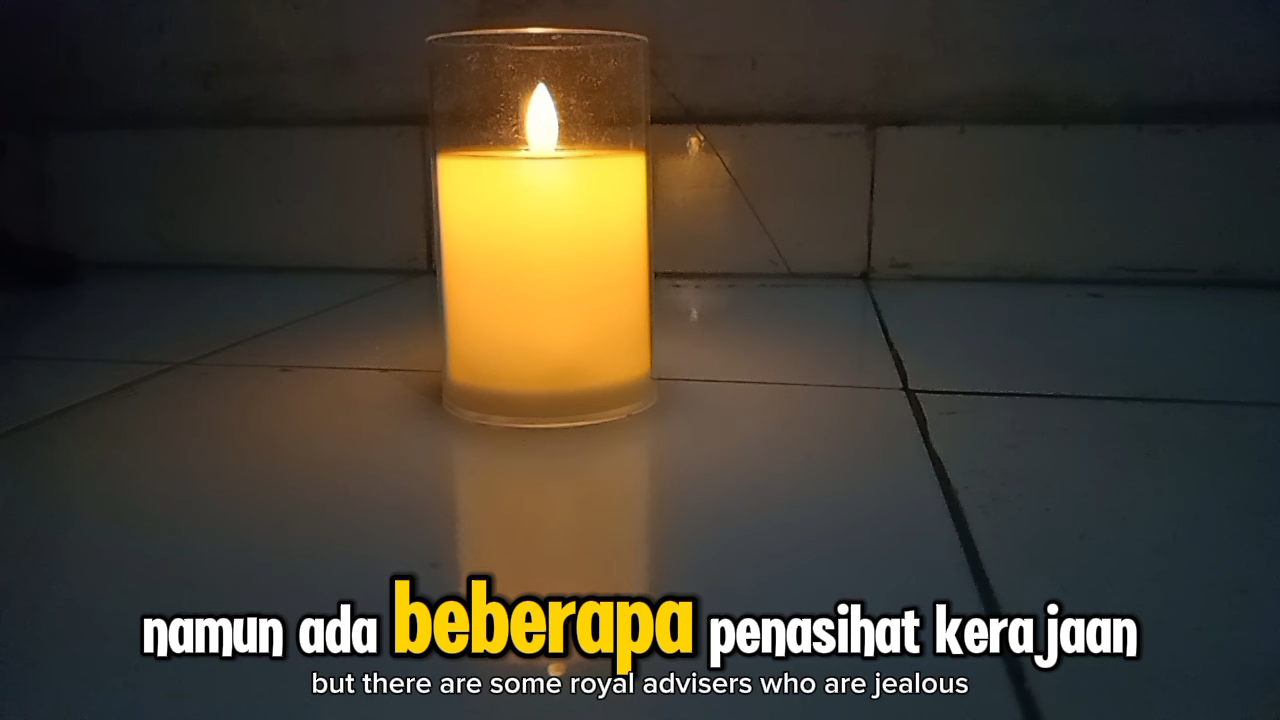 namun ada beberapa penasihat kerajaan
but there are some royal advisers who are jealous